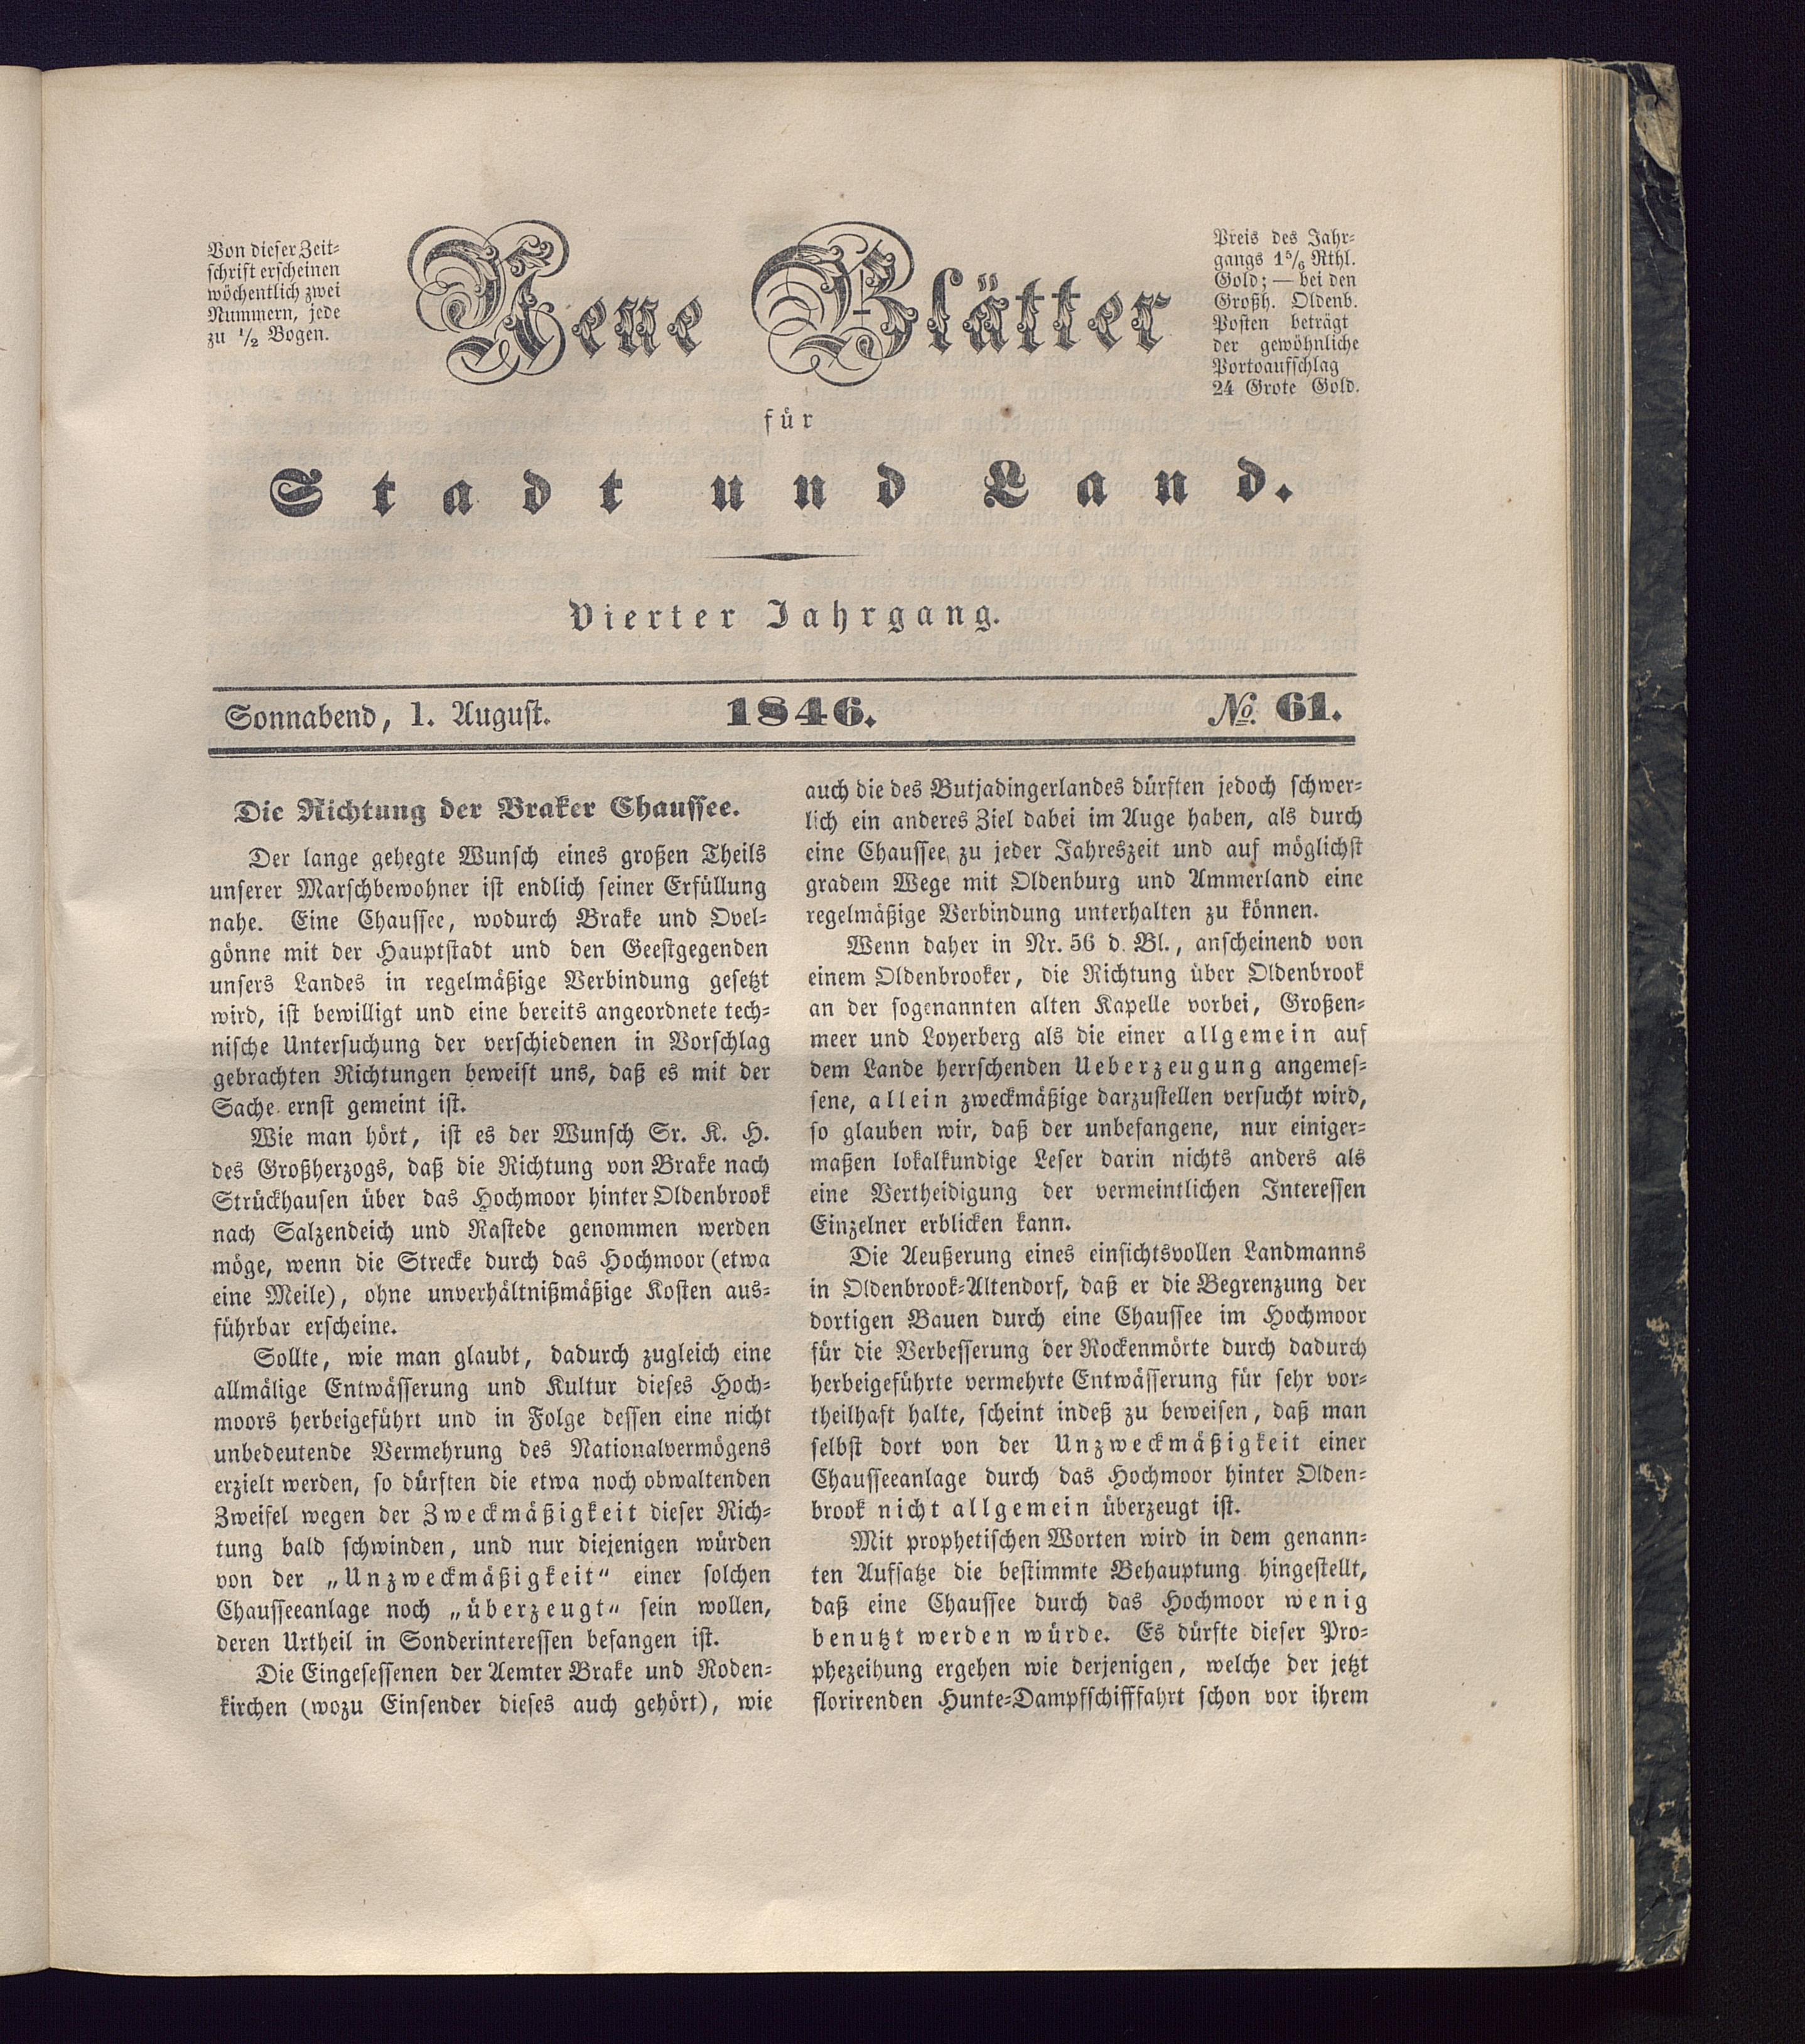 Von dieser Zeit-
schrift erscheinen
wöchentlich zwei
Nummern, jede
zu 1/2 Bogen.
Neue Blätter
Preis des Jahr-
gangs 1 5/6 Rthl.
Gold; — bei den
Großh. Oldenb.
Posten beträgt
der gewöhnliche
Portoaufschlag
24 Grote Gold.
für
Stadt und Land.
Vierter Jahrgang.
Sonnabend, 1. August. 1846. No. 61.
Die Richtung der Braker Chaussee.
Der lange gehegte Wunsch eines großen Theils
unserer Marschbewohner ist endlich seiner Erfüllung
nahe. Eine Chaussee, wodurch Brake und Ovel-
gönne mit der Hauptstadt und den Geestgegenden
unsers Landes in regelmäßige Verbindung gesetzt
wird, ist bewilligt und eine bereits angeordnete tech-
nische Untersuchung der verschiedenen in Vorschlag
gebrachten Richtungen beweist uns, daß es mit der
Sache ernst gemeint ist.
Wie man hört, ist es der Wunsch Sr. K. H.
des Großherzogs, daß die Richtung von Brake nach
Strückhausen über das Hochmoor hinter Oldenbrook
nach Salzendeich und Rastede genommen werden
möge, wenn die Strecke durch das Hochmoor (etwa
eine Meile), ohne unverhältnißmäßige Kosten aus-
führbar erscheine.
Sollte, wie man glaubt, dadurch zugleich eine
allmälige Entwässerung und Kultur dieses Hoch-
moors herbeigeführt und in Folge dessen eine nicht
unbedeutende Vermehrung des Nationalvermögens
erzielt werden, so dürften die etwa noch obwaltenden
Zweifel wegen der Zweckmäßigkeit dieser Rich-
tung bald schwinden, und nur diejenigen würden
von der „Unzweckmäßigkeit“ einer solchen
Chausseeanlage noch „überzeugt“ sein wollen,
deren Urtheil in Sonderinteressen befangen ist.
Die Eingesessenen der Aemter Brake und Roden-
kirchen (wozu Einsender dieses auch gehört), wie
auch die des Butjadingerlandes dürften jedoch schwer-
lich ein anderes Ziel dabei im Auge haben, als durch
eine Chaussee zu jeder Jahreszeit und auf möglichst
gradem Wege mit Oldenburg und Ammerland eine
regelmäßige Verbindung unterhalten zu können.
Wenn daher in Nr. 56 d. Bl., anscheinend von
einem Oldenbrooker, die Richtung über Oldenbrook
an der sogenannten alten Kapelle vorbei, Großen-
meer und Loyerberg als die einer allgemein auf
dem Lande herrschenden Ueberzeugung angemes-
sene, allein zweckmäßige darzustellen versucht wird,
so glauben wir, daß der unbefangene, nur einiger-
maßen lokalkundige Leser darin nichts anders als
eine Vertheidigung der vermeintlichen Interessen
Einzelner erblicken kann.
Die Aeußerung eines einsichtsvollen Landmanns
in Oldenbrook-Altendorf, daß er die Begrenzung der
dortigen Bauen durch eine Chaussee im Hochmoor
für die Verbesserung der Rockenmörte durch dadurch
herbeigeführte vermehrte Entwässerung für sehr vor-
theilhaft halte, scheint indeß zu beweisen, daß man
selbst dort von der Unzweckmäßigkeit einer
Chausseeanlage durch das Hochmoor hinter Olden-
brook nicht allgemein überzeugt ist.
Mit prophetischen Worten wird in dem genann-
ten Aufsatze die bestimmte Behauptung hingestellt,
daß eine Chaussee durch das Hochmoor wenig
benutzt werden würde. Es dürfte dieser Pro-
phezeihung ergehen wie derjenigen, welche der jetzt
florirenden Hunte-Dampfschifffahrt schon vor ihrem